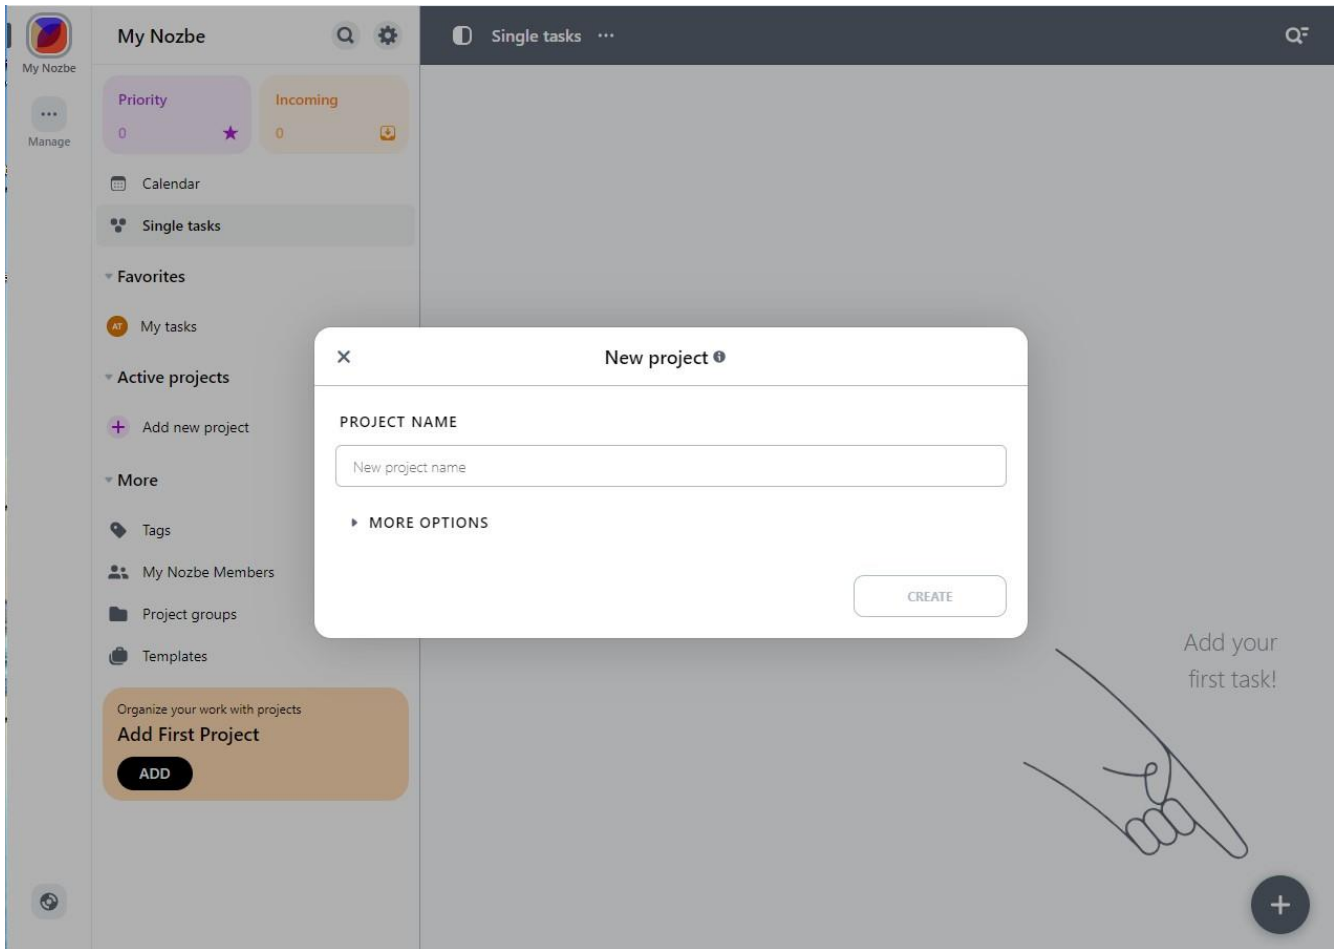 My Nozbe
Manage
My Nozbe
Priority
0
Incoming
0
Calendar
Single tasks
Favorites
AT My tasks
Active projects
Add new project
More
Tags
My Nozbe Members
Project groups
Templates
Organize your work with projects
Add First Project
ADD
Single tasks
New project
PROJECT NAME
New project name
MORE OPTIONS
CREATE
Add your
first task!